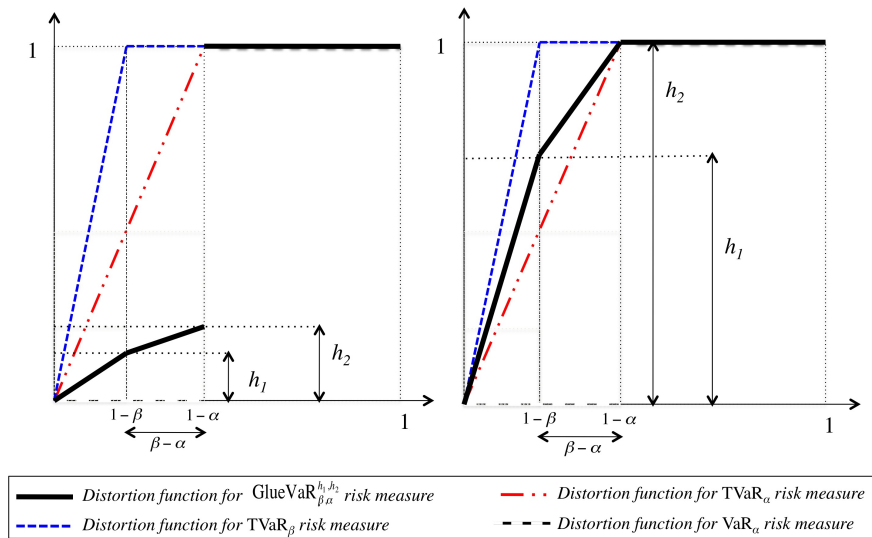 1
h₂
h₁
1 – β
1 – α
1
β – α
1
h₂
h₁
1 – β
1 – α
1
β – α
Distortion function for GlueVaR^{h₁,h₂}_{β,α} risk measure
Distortion function for TVaR_α risk measure
Distortion function for TVaR_β risk measure
Distortion function for VaR_α risk measure